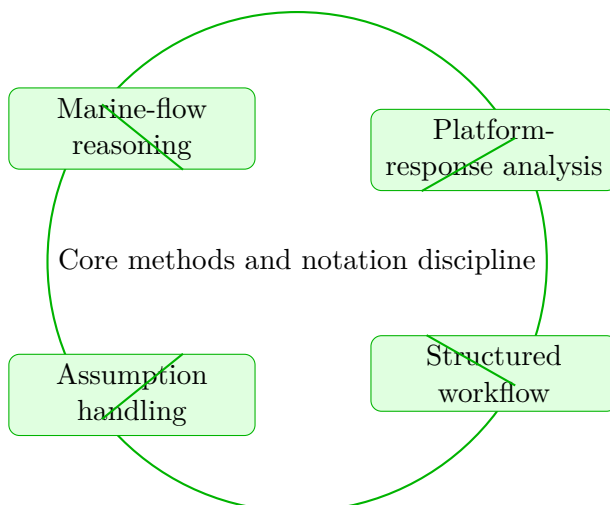 Marine-flow
reasoning
Platform-
response analysis
Core methods and notation discipline
Assumption
handling
Structured
workflow